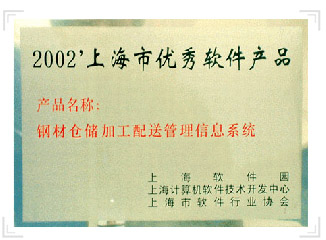 2002'上海市优秀软件产品
产品名称:
钢材仓储加工配送管理信息系统
上海软件园
上海计算机软件技术开发中心
上海市软件行业协会